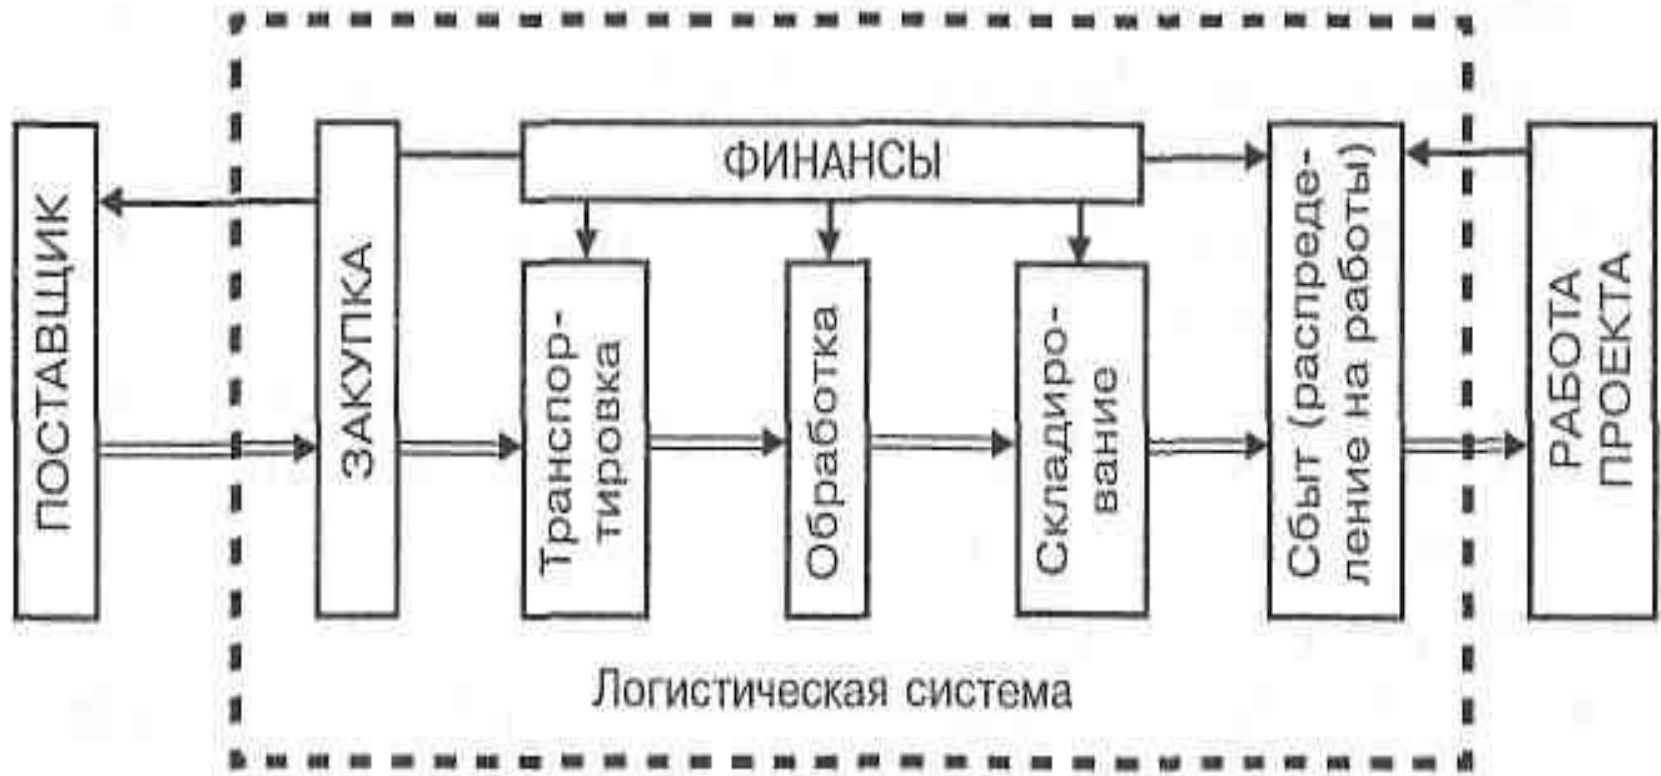 ПОСТАВЩИК
ЗАКУПКА
ФИНАНСЫ
Транспор-
тировка
Обработка
Складиро-
вание
Сбыт (распреде-
ление на работы)
РАБОТА
ПРОЕКТА
Логистическая система